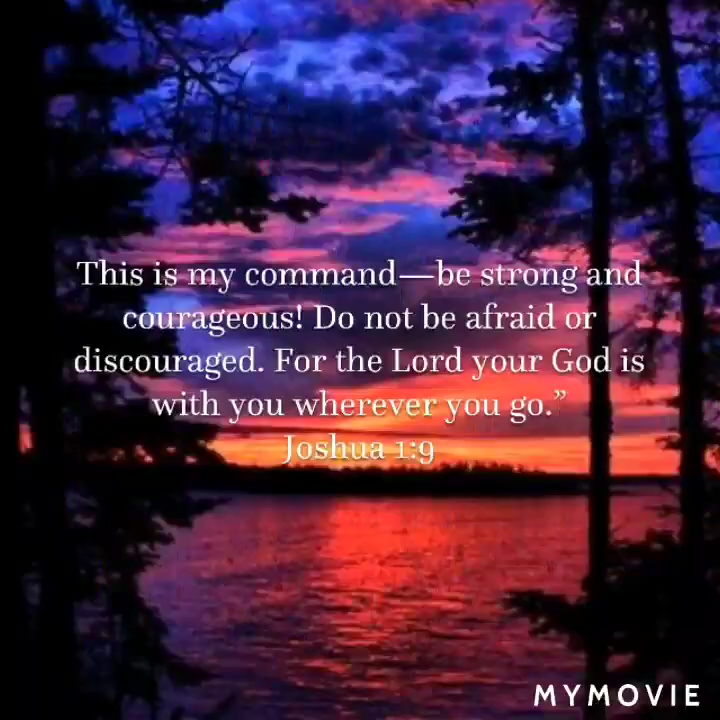 This is my command—be strong and
courageous! Do not be afraid or
discouraged. For the Lord your God is
with you wherever you go.”
Joshua 1:9
MYMOVIE